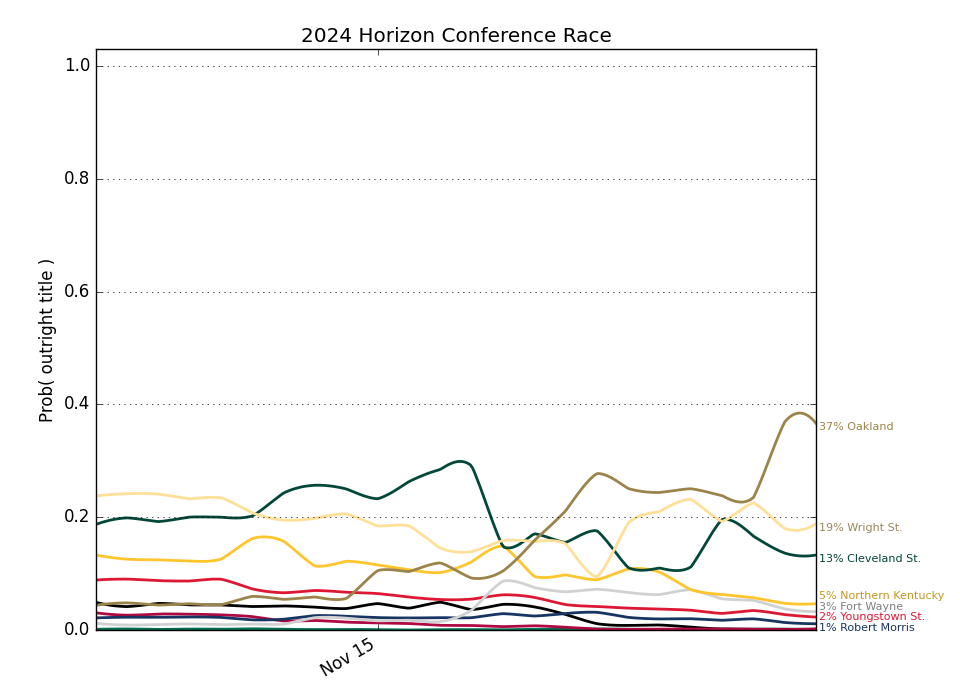 2024 Horizon Conference Race
1.0
0.8
0.6
0.4
0.2
0.0
Prob( outright title )
Nov 15
37% Oakland
19% Wright St.
13% Cleveland St.
5% Northern Kentucky
3% Fort Wayne
2% Youngstown St.
1% Robert Morris